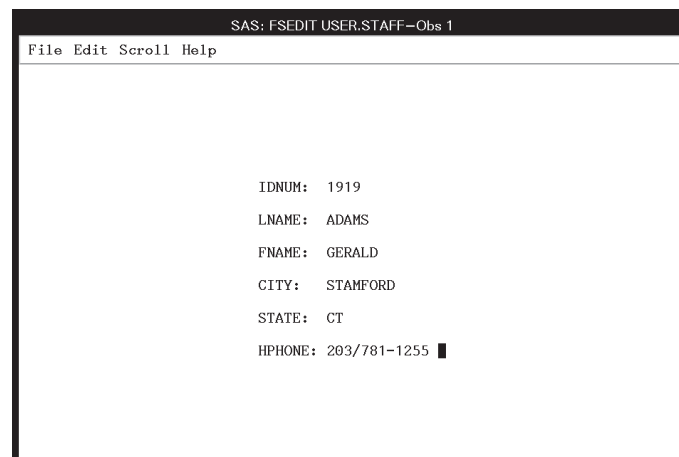 SAS: FSEDIT USER.STAFF–Obs 1
File Edit Scroll Help
IDNUM: 1919
LNAME: ADAMS
FNAME: GERALD
CITY: STAMFORD
STATE: CT
HPHONE: 203/781-1255